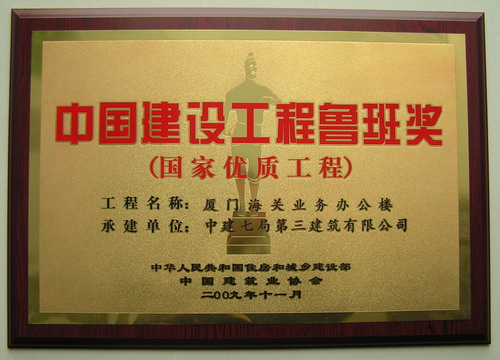 中国建设工程鲁班奖
(国家优质工程)
工程名称：厦门海关业务办公楼
承建单位：中建七局第三建筑有限公司
中华人民共和国住房和城乡建设部
中国建筑业协会
二00九年十一月